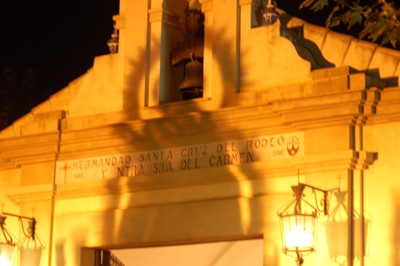 HERMANDAD SANTA CRUZ DEL RODEO
Y NTRA. SRA. DEL CARMEN